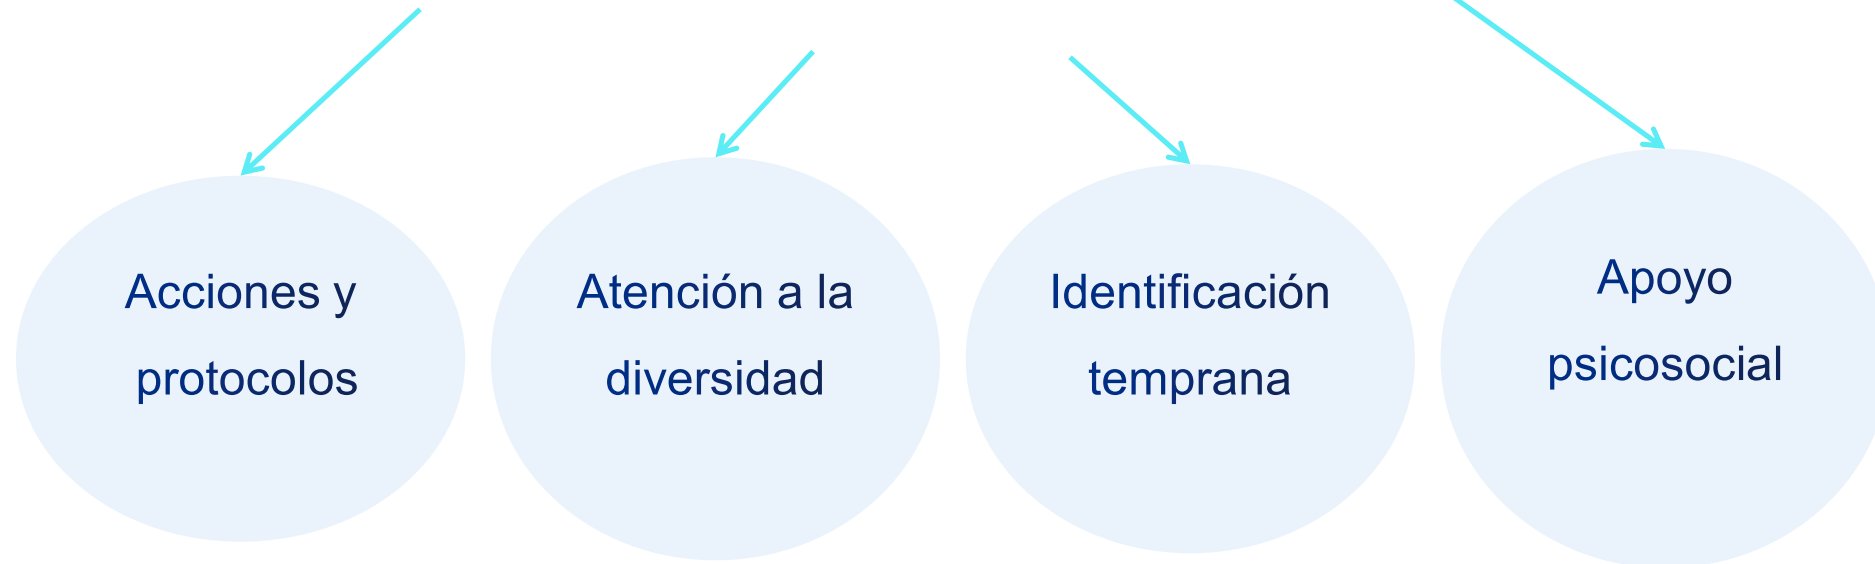 Acciones y
protocolos
Atención a la
diversidad
Identificación
temprana
Apoyo
psicosocial